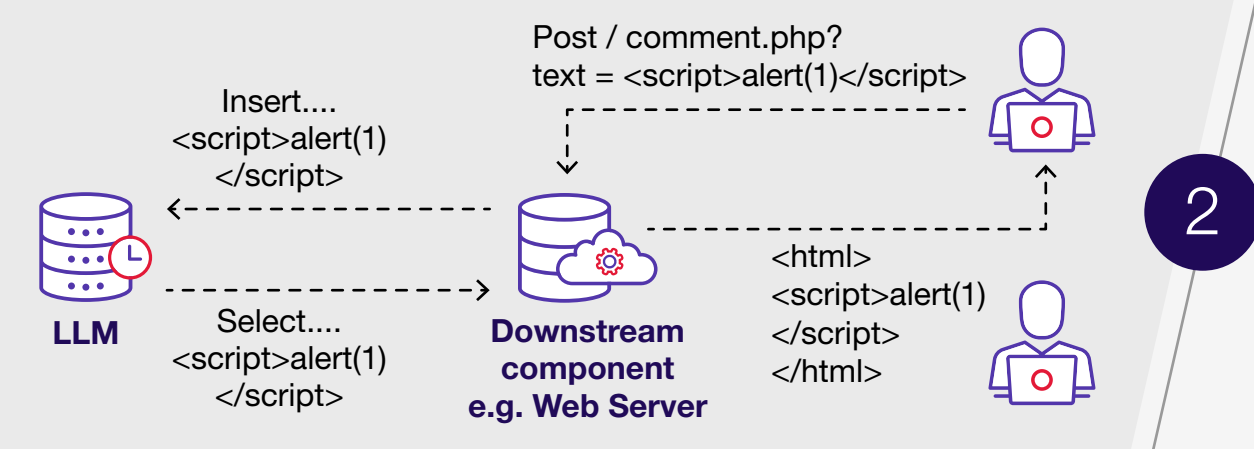 Post / comment.php?
text = <script>alert(1)</script>
Insert....
<script>alert(1)
</script>
LLM
Select....
<script>alert(1)
</script>
Downstream
component
e.g. Web Server
<html>
<script>alert(1)
</script>
</html>
2